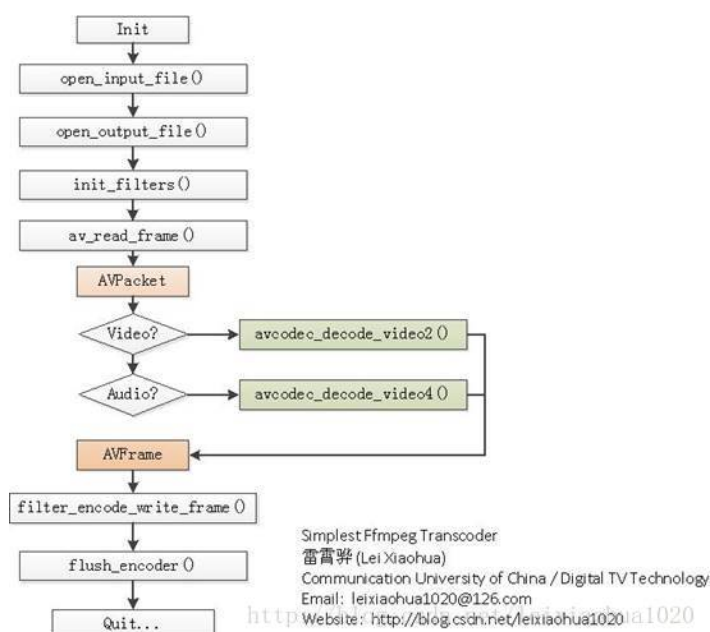 Init
open_input_file()
open_output_file()
init_filters()
av_read_frame()
AVPacket
Video?
avcodec_decode_video2()
Audio?
avcodec_decode_video4()
AVFrame
filter_encode_write_frame()
flush_encoder()
Quit...
Simplest Ffmpeg Transcoder
雷霄骅 (Lei Xiaohua)
Communication University of China / Digital TV Technology
Email: leixiaohua1020@126.com
Website: http://blog.csdn.net/leixiaohua1020